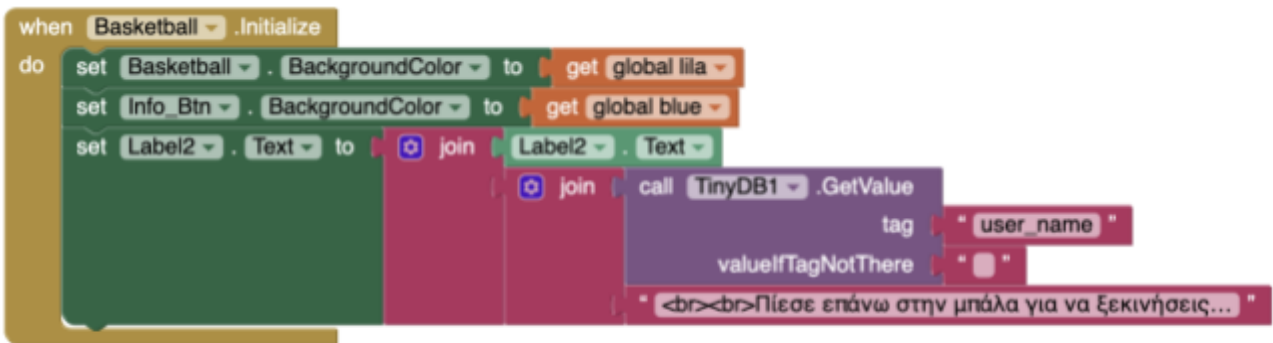 when Basketball .Initialize
do set Basketball . BackgroundColor to get global lila
set Info_Btn . BackgroundColor to get global blue
set Label2 . Text to join Label2 . Text
join call TinyDB1 .GetValue
tag " user_name "
valueIfTagNotThere " "
" <br><br>Πίεσε επάνω στην μπάλα για να ξεκινήσεις... "